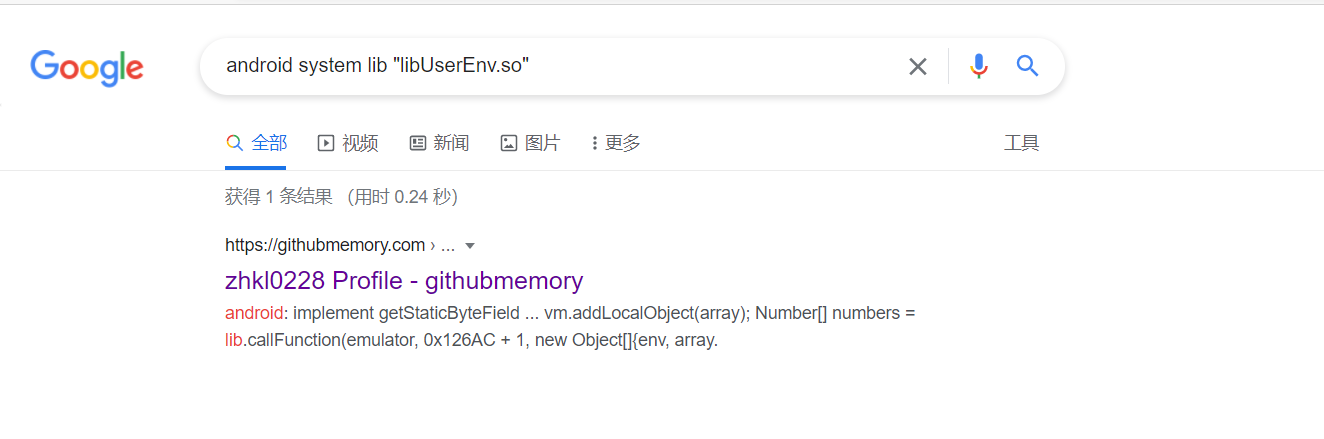 Google
android system lib "libUserEnv.so"
全部 视频 新闻 图片 更多 工具
获得 1 条结果 （用时 0.24 秒）
https://githubmemory.com › ...
zhkl0228 Profile - githubmemory
android: implement getStaticByteField ... vm.addLocalObject(array); Number[] numbers =
lib.callFunction(emulator, 0x126AC + 1, new Object[]{env, array.